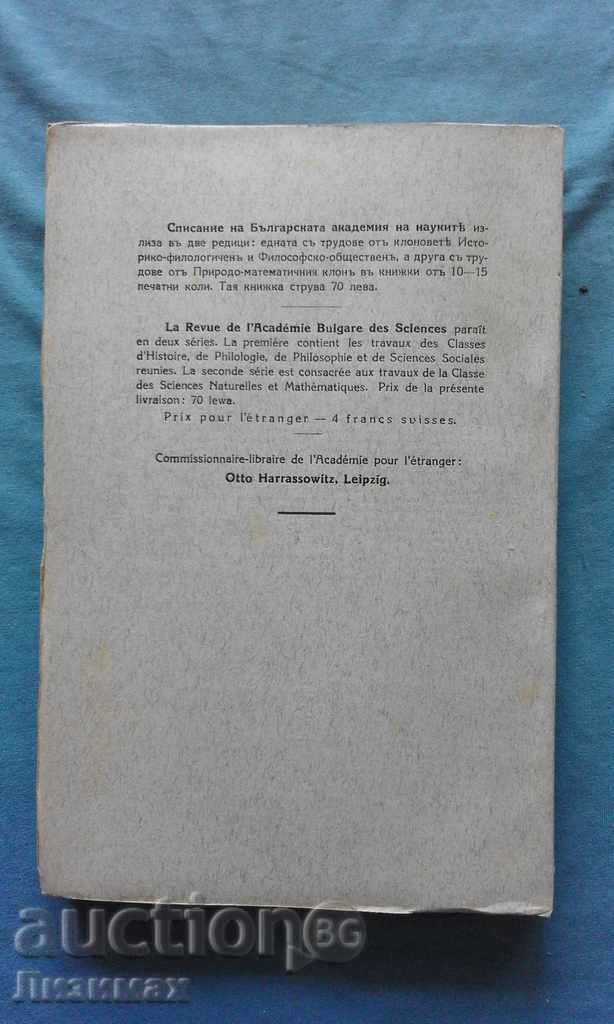 Списание на Българската академия на наукитѣ из-
лиза въ две редици: едната съ трудове отъ клоноветѣ Исто-
рико-филологиченъ и Философско-общественъ, а друга съ тру-
дове отъ Природо-математичния клонъ въ книжки отъ 10—15
печатни коли. Тая книжка струва 70 лева.
La Revue de l'Académie Bulgare des Sciences paraît
en deux séries. La première contient les travaux des Classes
d'Histoire, de Philologie, de Philosophie et de Sciences Sociales
reunies. La seconde série est consacrée aux travaux de la Classe
des Sciences Naturelles et Mathématiques. Prix de la présente
livraison: 70 lewa.
Prix pour l'étranger — 4 francs suisses.
Commissionnaire-libraire de l'Académie pour l'étranger:
Otto Harrassowitz, Leipzig.
auction BG
Лизимах